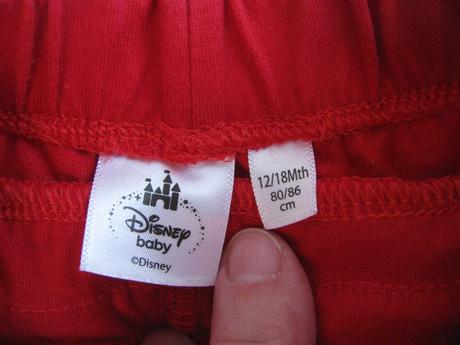 Disney
baby
©Disney
12/18Mth
80/86
cm